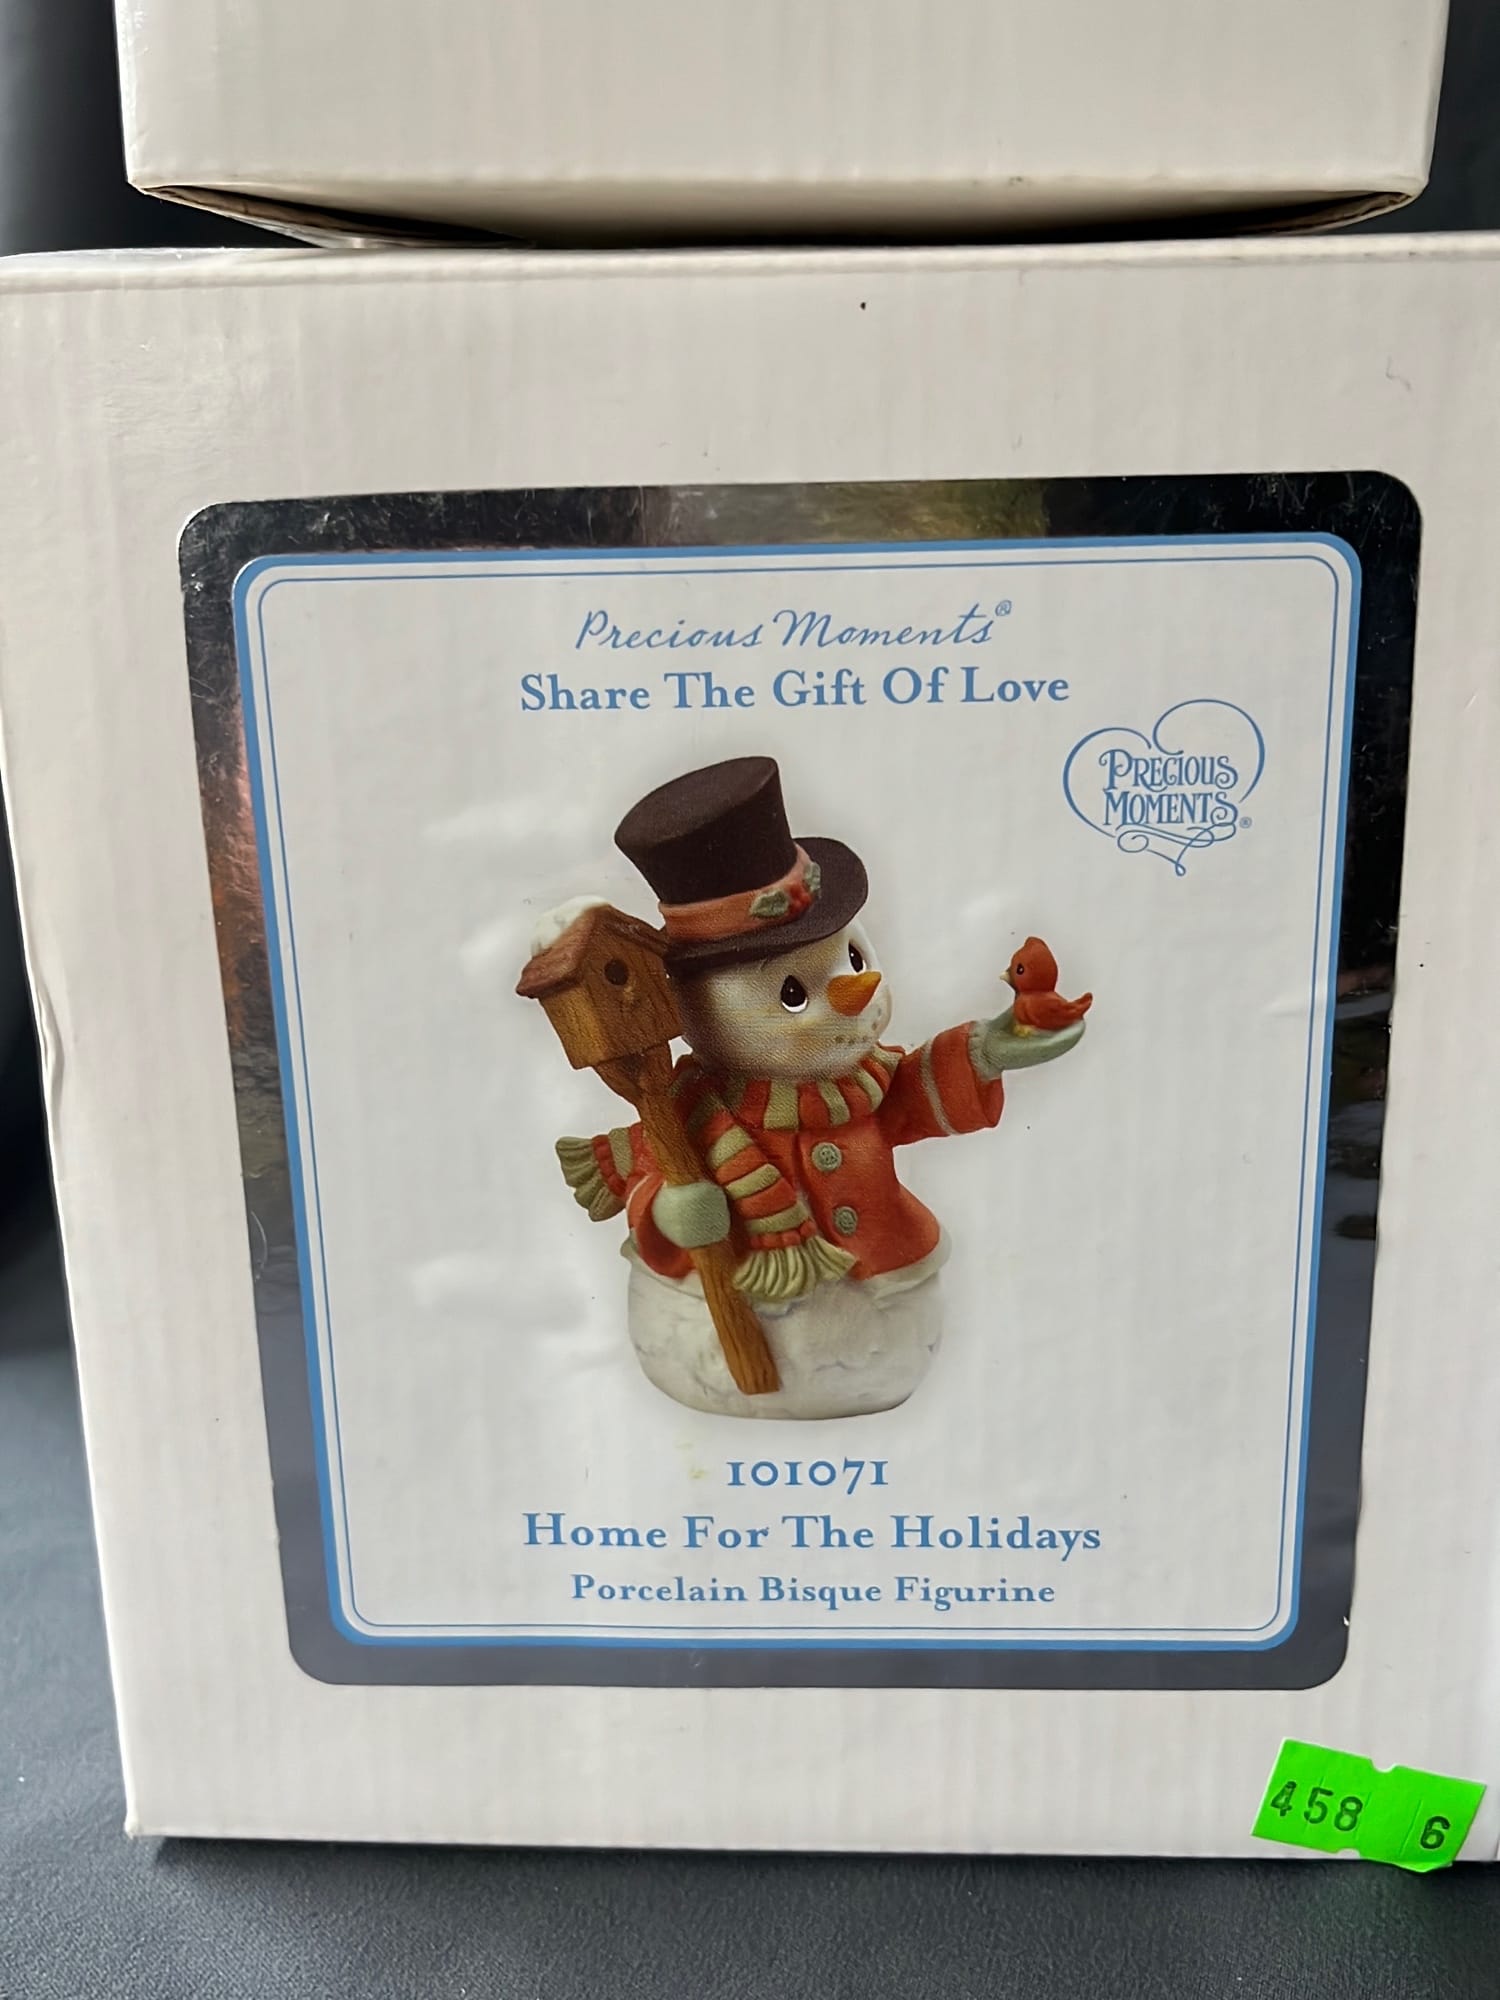 Precious Moments®
Share The Gift Of Love
PRECIOUS
MOMENTS®
101071
Home For The Holidays
Porcelain Bisque Figurine
458 6